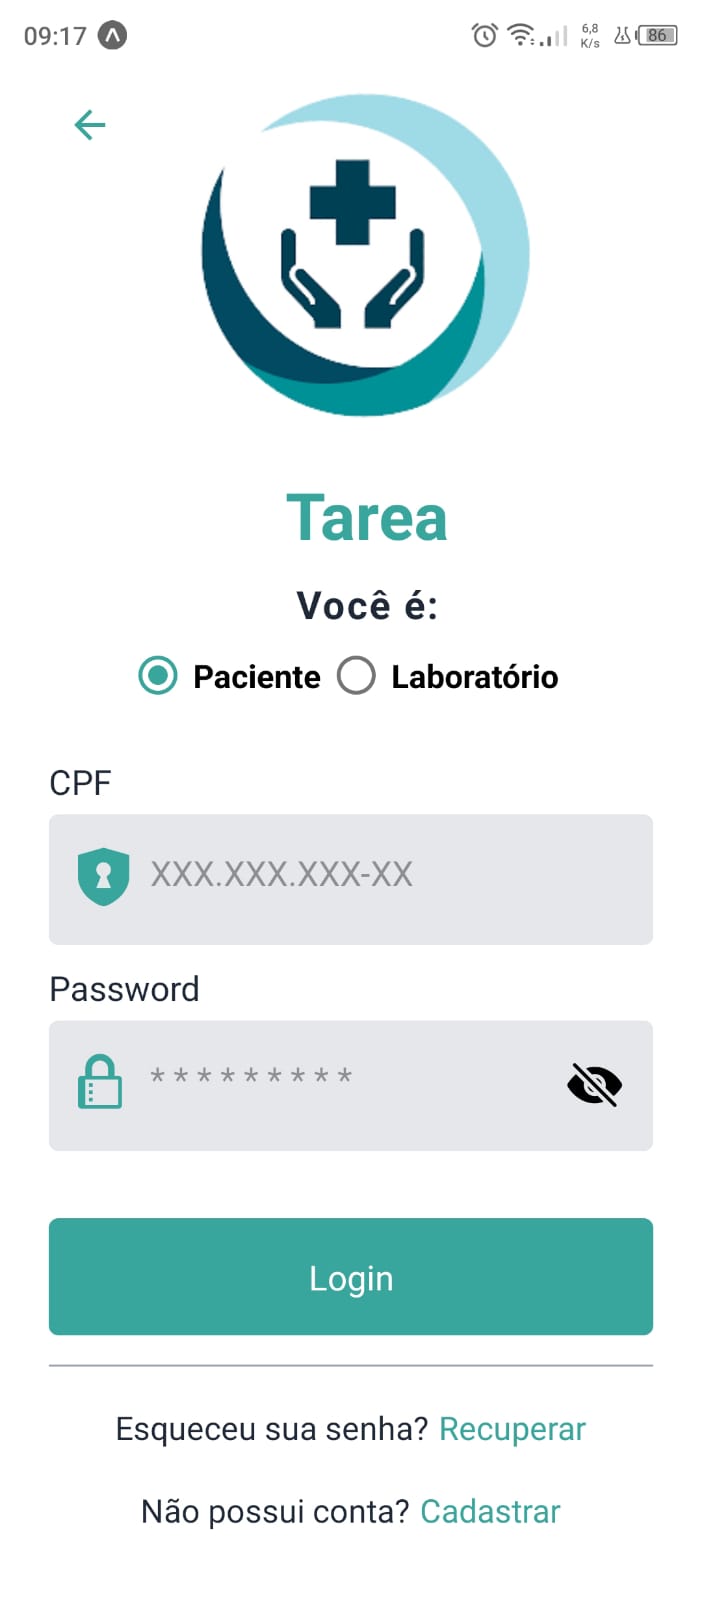 09:17
6,8
K/s
86
Tarea
Você é:
Paciente Laboratório
CPF
XXX.XXX.XXX-XX
Password
* * * * * * * * *
Login
Esqueceu sua senha? Recuperar
Não possui conta? Cadastrar